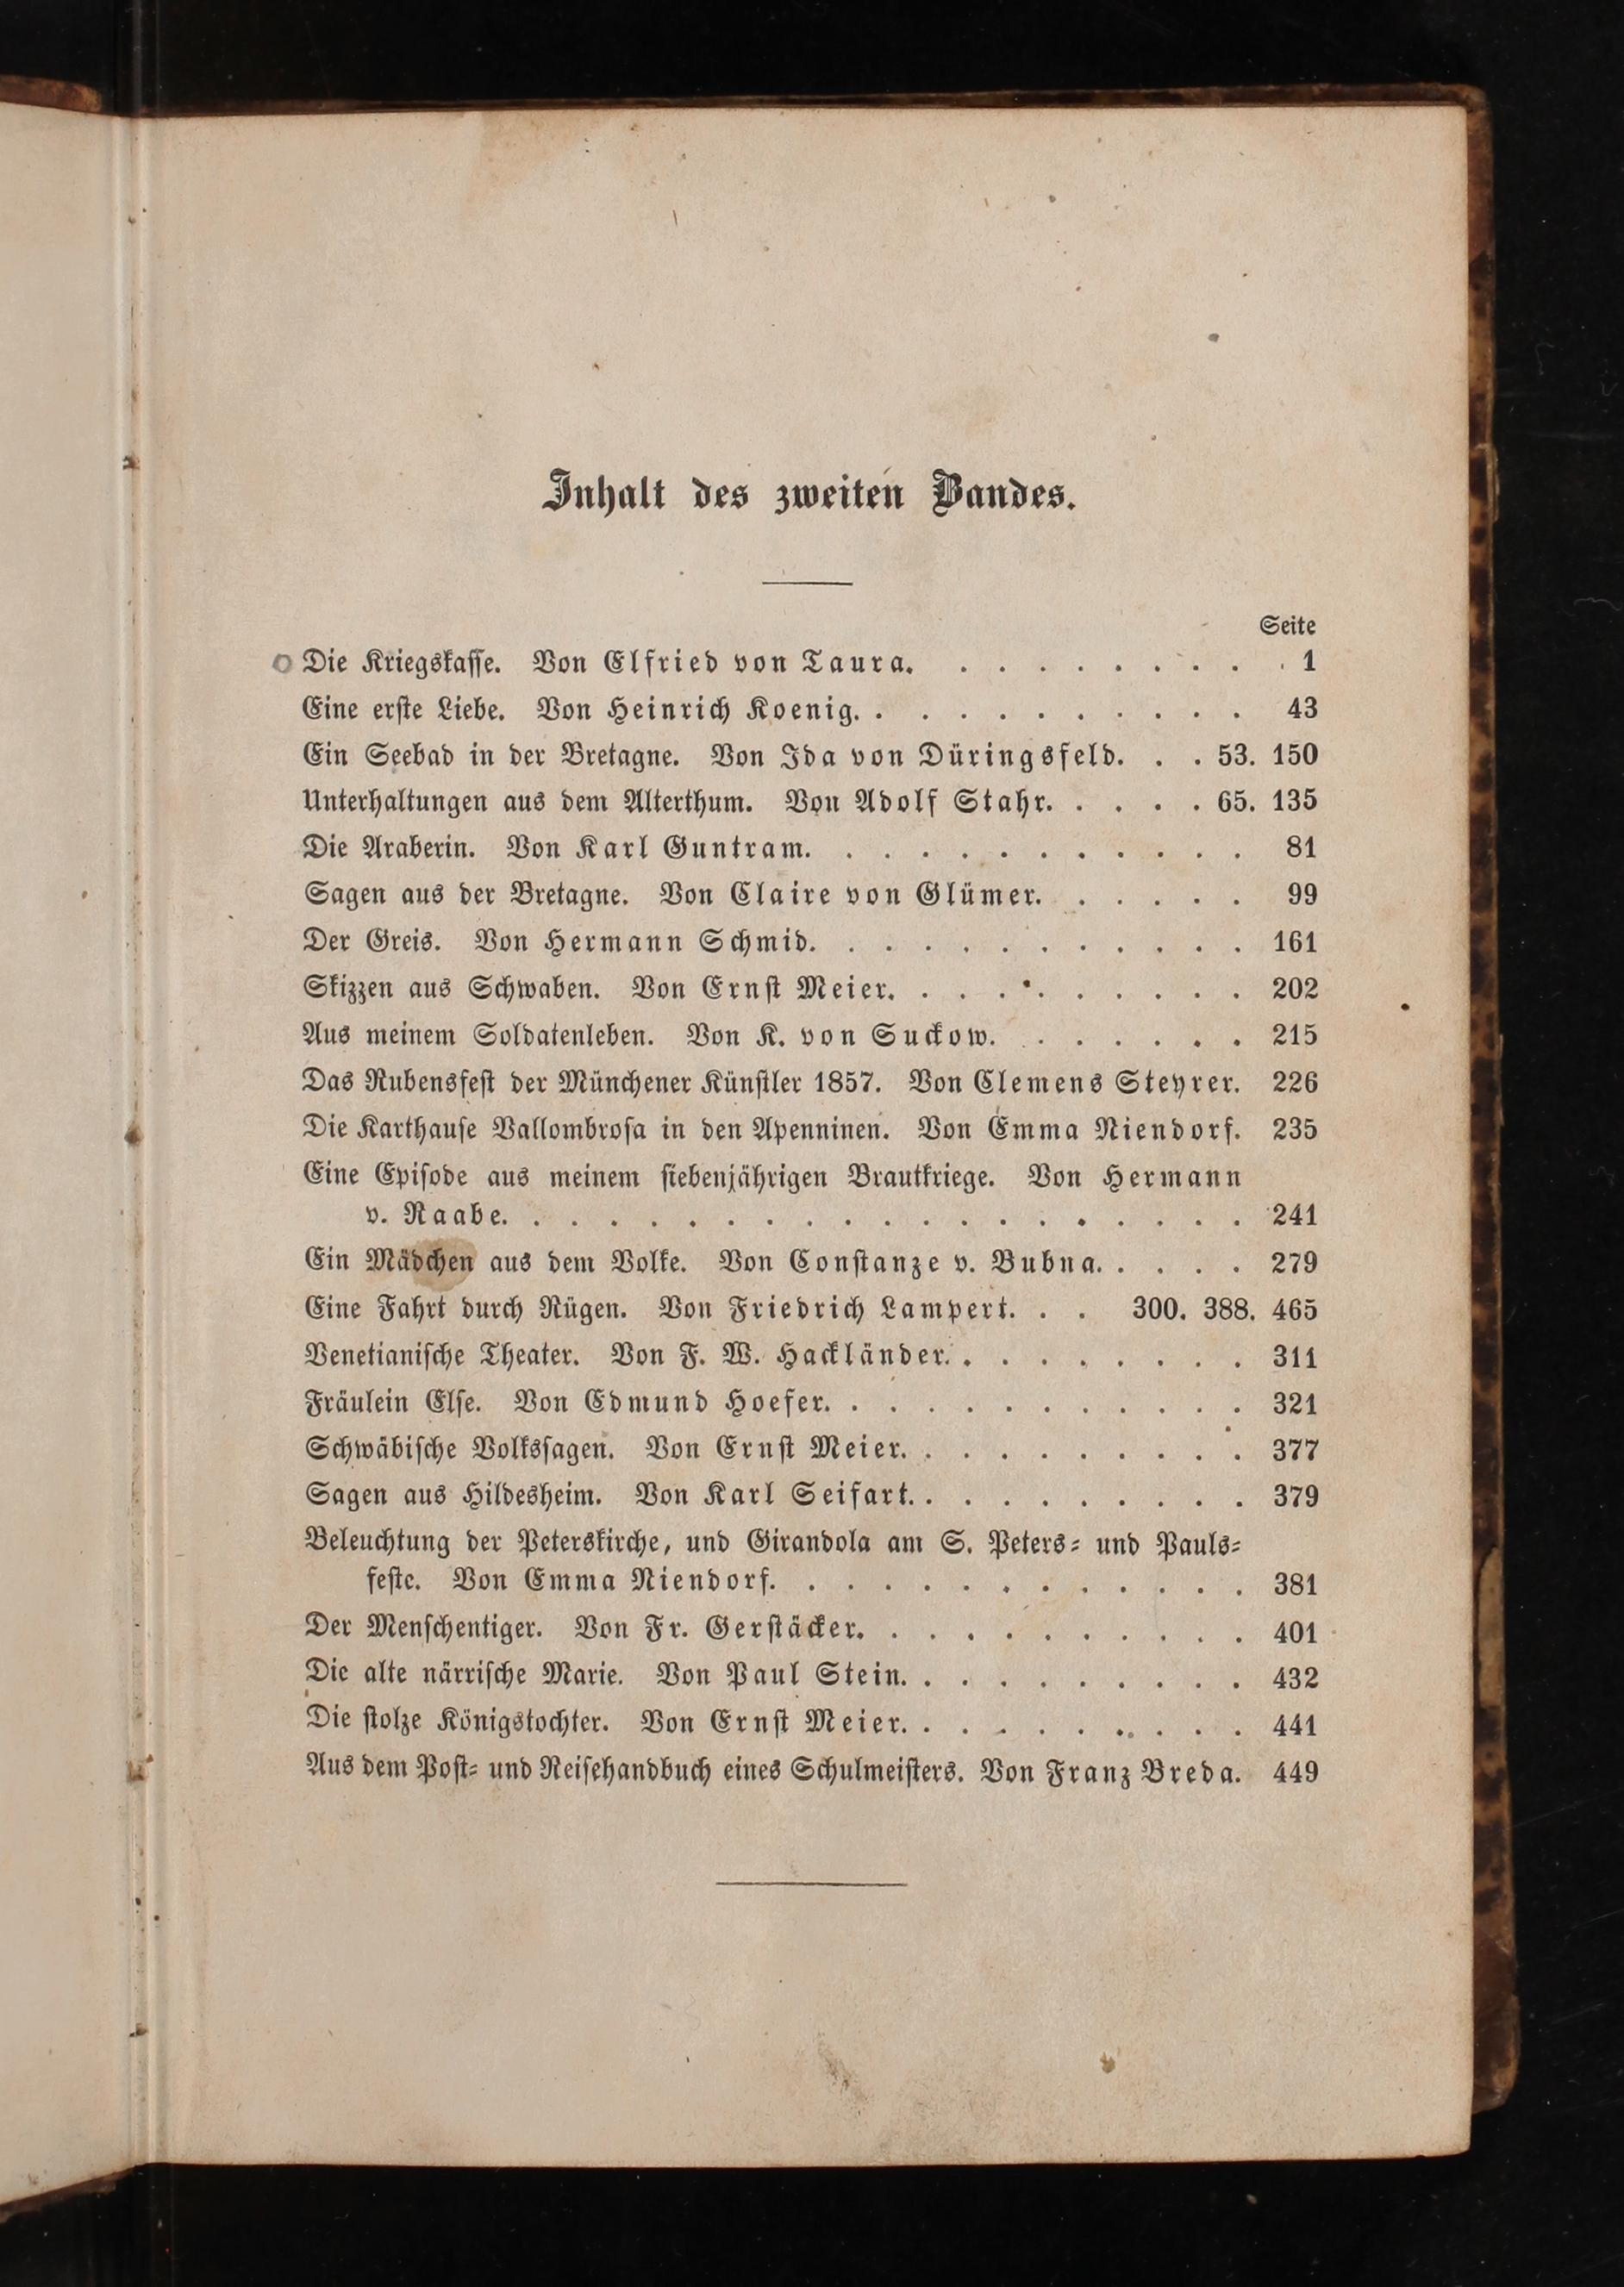 Inhalt des zweiten Bandes.
Seite
Die Kriegskasse. Von Elfried von Taura. . . . . . . . . . 1
Eine erste Liebe. Von Heinrich Koenig. . . . . . . . . . . . 43
Ein Seebad in der Bretagne. Von Ida von Düringsfeld. . . 53. 150
Unterhaltungen aus dem Alterthum. Von Adolf Stahr. . . . . 65. 135
Die Araberin. Von Karl Guntram. . . . . . . . . . . . 81
Sagen aus der Bretagne. Von Claire von Glümer. . . . . . 99
Der Greis. Von Hermann Schmid. . . . . . . . . . . . 161
Skizzen aus Schwaben. Von Ernst Meier. . . . . . . . . . 202
Aus meinem Soldatenleben. Von K. von Suckow. . . . . . . 215
Das Rubensfest der Münchener Künstler 1857. Von Clemens Steyrer. 226
Die Karthause Vallombrosa in den Apenninen. Von Emma Niendorf. 235
Eine Episode aus meinem siebenjährigen Brautkriege. Von Hermann
v. Raabe. . . . . . . . . . . . . . . . . . . . 241
Ein Mädchen aus dem Volke. Von Constanze v. Bubna. . . . . 279
Eine Fahrt durch Rügen. Von Friedrich Lampert. . . 300. 388. 465
Venetianische Theater. Von F. W. Hackländer. . . . . . . . . 311
Fräulein Else. Von Edmund Hoefer. . . . . . . . . . . . 321
Schwäbische Volkssagen. Von Ernst Meier. . . . . . . . . . 377
Sagen aus Hildesheim. Von Karl Seifart. . . . . . . . . . 379
Beleuchtung der Peterskirche, und Girandola am S. Peters- und Pauls-
feste. Von Emma Niendorf. . . . . . . . . . . . . 381
Der Menschentiger. Von Fr. Gerstäcker. . . . . . . . . . . 401
Die alte närrische Marie. Von Paul Stein. . . . . . . . . . 432
Die stolze Königstochter. Von Ernst Meier. . . . . . . . . . 441
Aus dem Post- und Reisehandbuch eines Schulmeisters. Von Franz Breda. 449